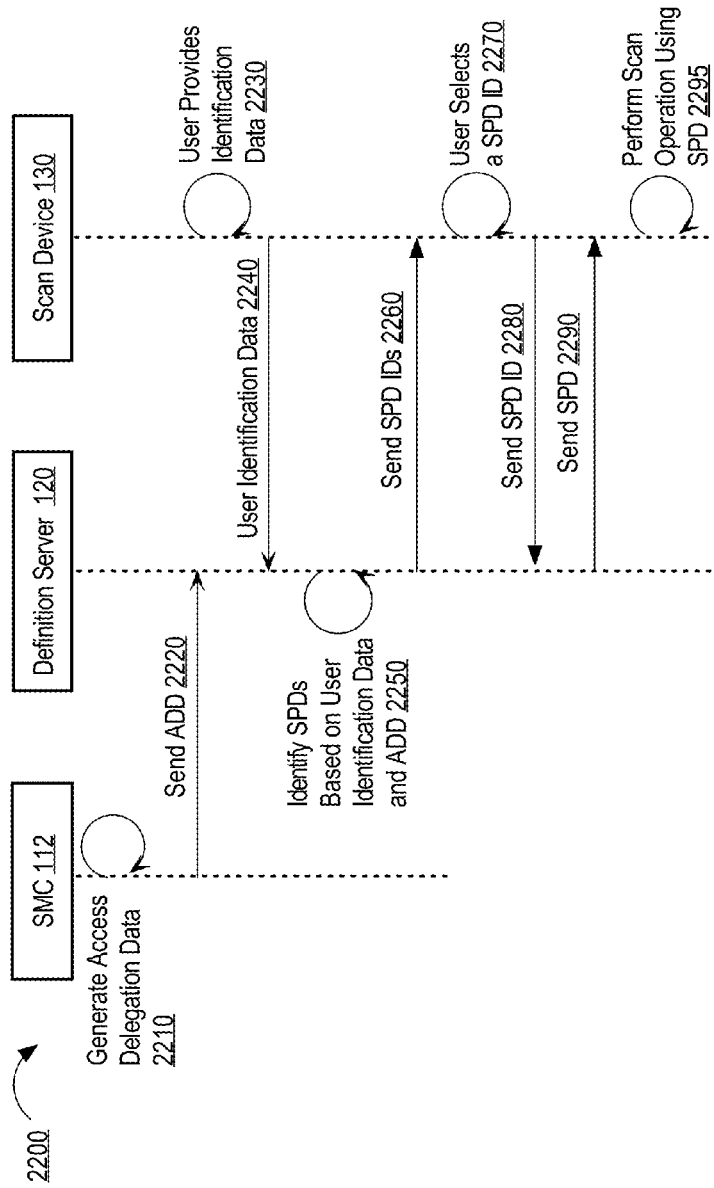 2200
SMC 112
Definition Server 120
Scan Device 130
Generate Access
Delegation Data
2210
Send ADD 2220
User Provides
Identification
Data 2230
User Identification Data 2240
Identify SPDs
Based on User
Identification Data
and ADD 2250
Send SPD IDs 2260
User Selects
a SPD ID 2270
Send SPD ID 2280
Send SPD 2290
Perform Scan
Operation Using
SPD 2295